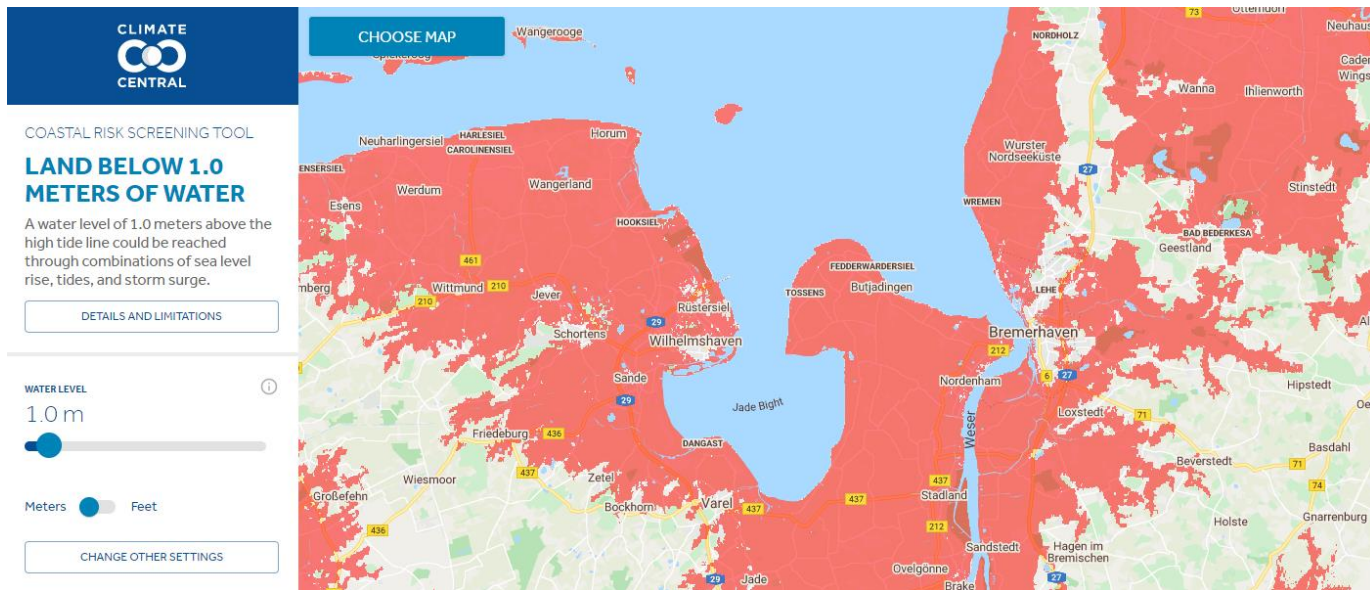 CLIMATE
CENTRAL
COASTAL RISK SCREENING TOOL
LAND BELOW 1.0
METERS OF WATER
A water level of 1.0 meters above the
high tide line could be reached
through combinations of sea level
rise, tides, and storm surge.
DETAILS AND LIMITATIONS
WATER LEVEL
1.0 m
Meters Feet
CHANGE OTHER SETTINGS
CHOOSE MAP
Wangerooge
73
NORDHOLZ
Wanna
Ihlienworth
Neuharlingersiel
HARLESIEL
CAROLINENSIEL
Horum
Wurster
Nordseeküste
27
ENSERSIEL
Werdum
Wangerland
Stinstedt
Esens
WREMEN
HOOKSIEL
BAD BEDERKESA
Geestland
461
FEDDERWARDERSIEL
Butjadingen
TOSSENS
LEHE
210
Wittmund
210
Jever
Rüstersiel
29
Schortens
Wilhelmshaven
Bremerhaven
212
Sande
Nordenham
6
27
Hipstedt
29
Jade Bight
Loxstedt
71
Friedeburg
436
DANGAST
Weser
Basdahl
Beverstedt
71
437
Zetel
Wiesmoor
437
74
Großefehn
Bockhorn
Varel
437
Stadland
Gnarrenburg
436
212
Holste
Sandstedt
Hagen im
Bremischen
Ovelgönne
29
Jade
Brake
27